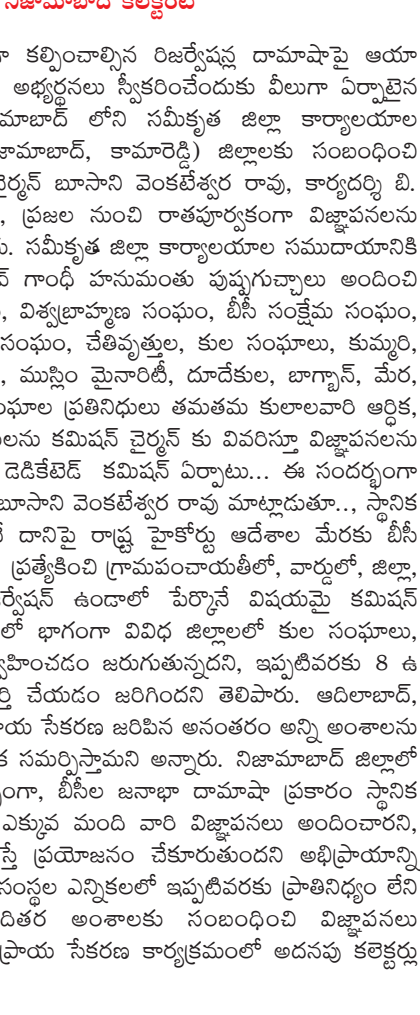 నిజామాబాద్ కలెక్టరేట్
కల్పించాల్సిన రిజర్వేషన్ల దామాషాపై ఆయా
అభ్యర్థనలు స్వీకరించేందుకు వీలుగా ఏర్పాటైన
మాబాద్ లోని సమీకృత జిల్లా కార్యాలయాల
జామాబాద్, కామారెడ్డి) జిల్లాలకు సంబంధించి
చైర్మన్ బూసాని వెంకటేశ్వర రావు, కార్యదర్శి బి.
, ప్రజల నుంచి రాతపూర్వకంగా విజ్ఞాపనలను
. సమీకృత జిల్లా కార్యాలయాల సముదాయానికి
గాంధీ హనుమంతు పుష్పగుచ్ఛాలు అందించి
, విశ్వబ్రాహ్మణ సంఘం, బీసీ సంక్షేమ సంఘం,
సంఘం, చేతివృత్తుల, కుల సంఘాలు, కుమ్మరి,
, ముస్లిం మైనారిటీ, దూదేకుల, బాగ్బాన్, మేర,
ంఘాల ప్రతినిధులు తమతమ కులాలవారి ఆర్థిక,
లను కమిషన్ చైర్మన్ కు వివరిస్తూ విజ్ఞాపనలను
డెడికేటెడ్ కమిషన్ ఏర్పాటు... ఈ సందర్భంగా
బూసాని వెంకటేశ్వర రావు మాట్లాడుతూ.., స్థానిక
దానిపై రాష్ట్ర హైకోర్టు ఆదేశాల మేరకు బీసీ
ప్రత్యేకించి గ్రామపంచాయతీలో, వార్డులో, జిల్లా,
ర్వేషన్ ఉండాలో పేర్కొనే విషయమై కమిషన్
లో భాగంగా వివిధ జిల్లాలలో కుల సంఘాలు,
ర్వహించడం జరుగుతున్నదని, ఇప్పటివరకు 8 ఉ
ర్తి చేయడం జరిగిందని తెలిపారు. ఆదిలాబాద్,
ాయ సేకరణ జరిపిన అనంతరం అన్ని అంశాలను
క సమర్పిస్తామని అన్నారు. నిజామాబాద్ జిల్లాలో
ంగా, బీసీల జనాభా దామాషా ప్రకారం స్థానిక
ఎక్కువ మంది వారి విజ్ఞాపనలు అందించారని,
స్తే ప్రయోజనం చేకూరుతుందని అభిప్రాయాన్ని
సంస్థల ఎన్నికలలో ఇప్పటివరకు ప్రాతినిధ్యం లేని
దితర అంశాలకు సంబంధించి విజ్ఞాపనలు
ప్రాయ సేకరణ కార్యక్రమంలో అదనపు కలెక్టర్లు